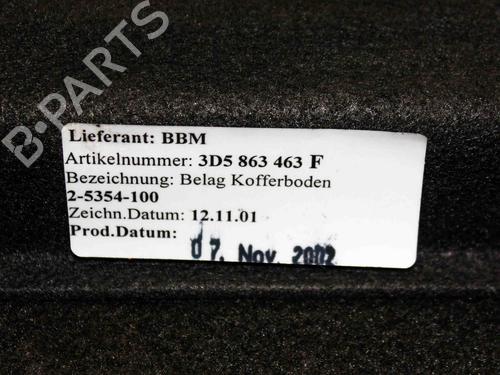 B-PARTS
Lieferant: BBM
Artikelnummer: 3D5 863 463 F
Bezeichnung: Belag Kofferboden
2-5354-100
Zeichn.Datum: 12.11.01
Prod.Datum: 07. Nov. 2002